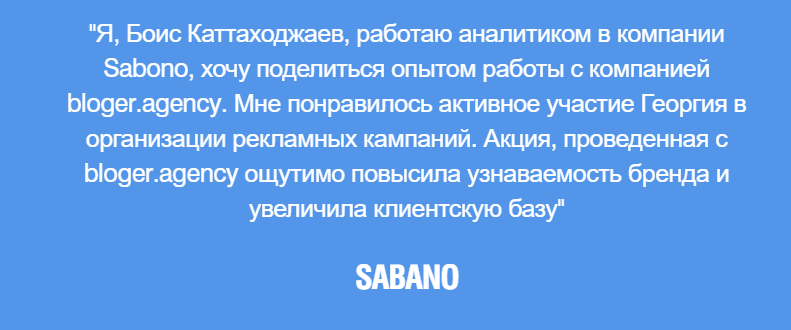 "Я, Боис Каттаходжаев, работаю аналитиком в компании
Sabono, хочу поделиться опытом работы с компанией
bloger.agency. Мне понравилось активное участие Георгия в
организации рекламных кампаний. Акция, проведенная с
bloger.agency ощутимо повысила узнаваемость бренда и
увеличила клиентскую базу"
SABANO